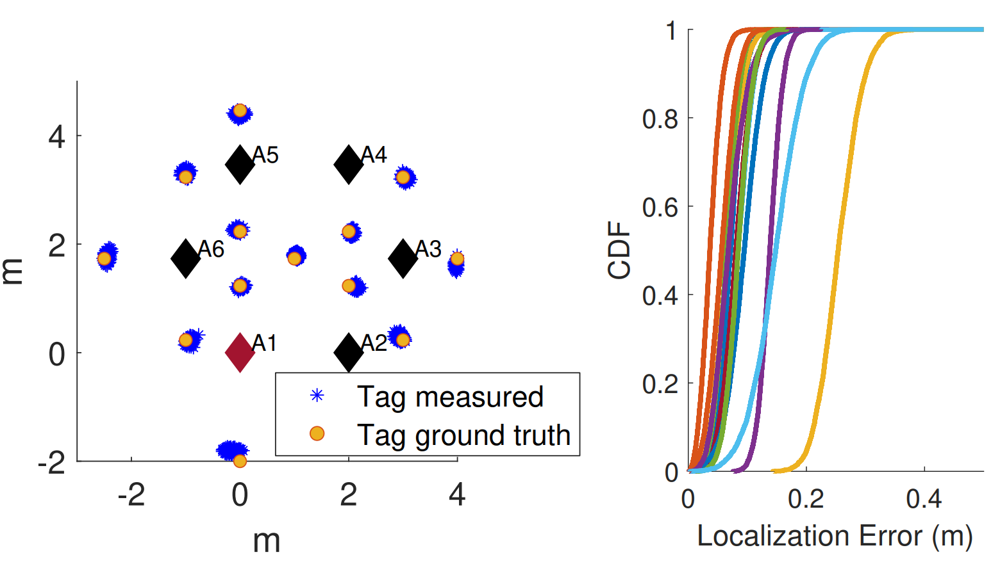 4
2
0
-2
-2
0
2
4
m
m
A5
A4
A6
A3
A1
A2
Tag measured
Tag ground truth
1
0.8
0.6
0.4
0.2
0
0
0.2
0.4
CDF
Localization Error (m)